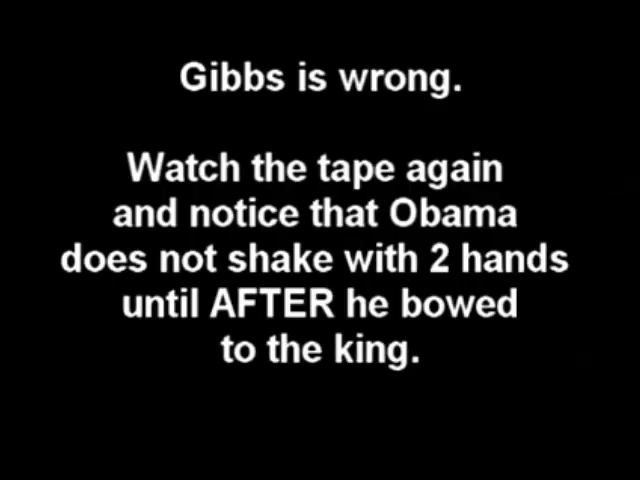 Gibbs is wrong.
Watch the tape again
and notice that Obama
does not shake with 2 hands
until AFTER he bowed
to the king.